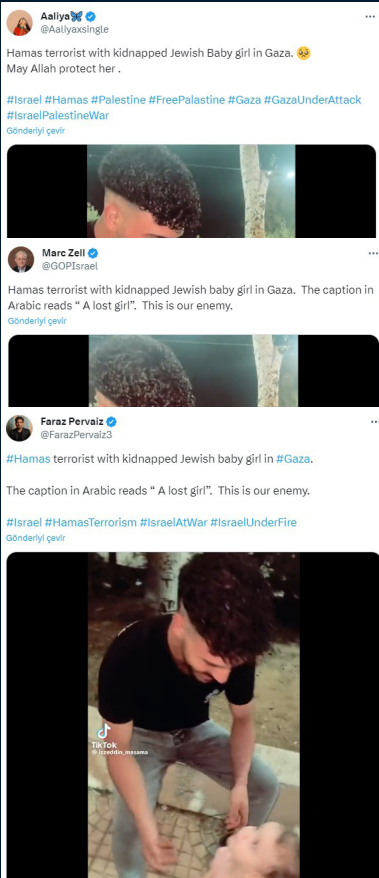 Aaliya
@Aaliyaxsingle
Hamas terrorist with kidnapped Jewish Baby girl in Gaza. 🥺
May Allah protect her .
#Israel #Hamas #Palestine #FreePalastine #Gaza #GazaUnderAttack
#IsraelPalestineWar
Gönderiyi çevir
Marc Zell
@GOPIsrael
Hamas terrorist with kidnapped Jewish baby girl in Gaza. The caption in
Arabic reads “ A lost girl”. This is our enemy.
Gönderiyi çevir
Faraz Pervaiz
@FarazPervaiz3
#Hamas terrorist with kidnapped Jewish baby girl in #Gaza.
The caption in Arabic reads “ A lost girl”. This is our enemy.
#Israel #HamasTerrorism #IsraelAtWar #IsraelUnderFire
Gönderiyi çevir
TikTok
@izzeddin_masama